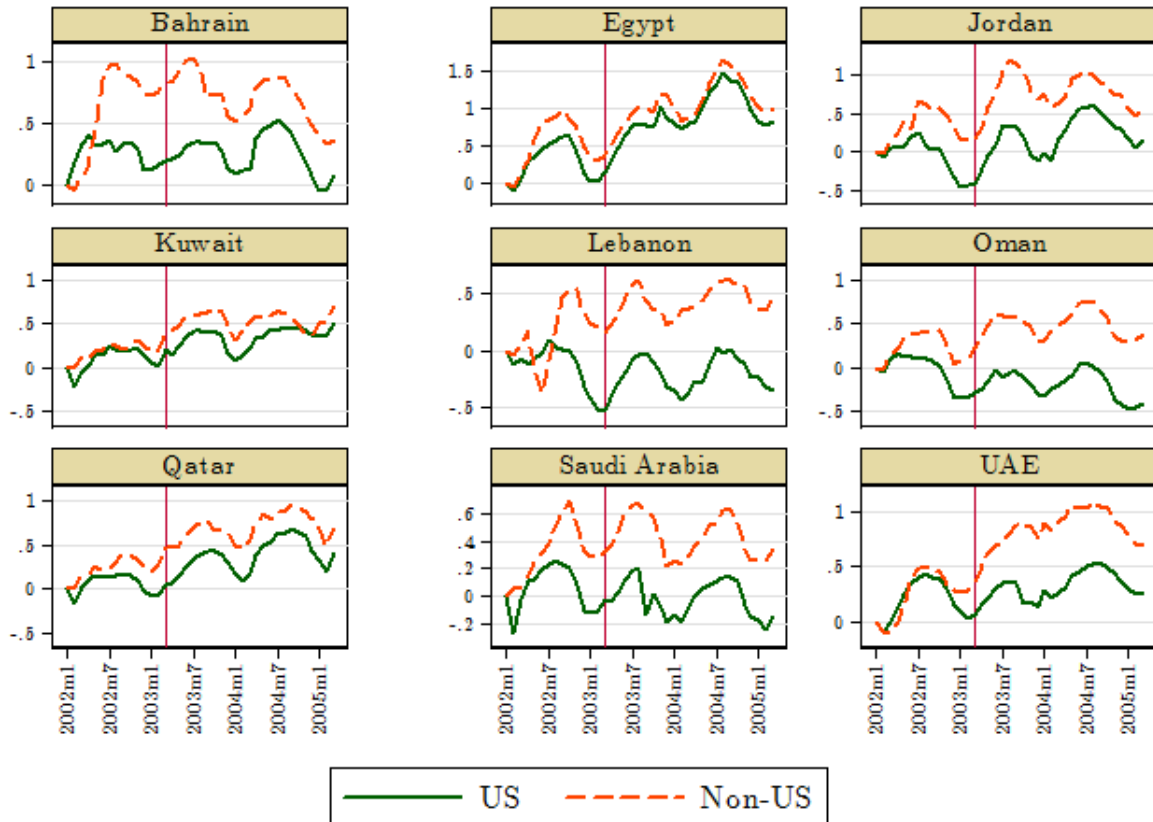 Bahrain
Egypt
Jordan
1
.5
0
1.5
1
.5
0
1
.5
0
-.5
Kuwait
Lebanon
Oman
1
.5
0
-.5
.5
0
-.5
1
.5
0
-.5
Qatar
Saudi Arabia
UAE
1
.5
0
-.5
.6
.4
.2
0
-.2
1
.5
0
2002m1
2002m7
2003m1
2003m7
2004m1
2004m7
2005m1
2002m1
2002m7
2003m1
2003m7
2004m1
2004m7
2005m1
2002m1
2002m7
2003m1
2003m7
2004m1
2004m7
2005m1
US Non-US